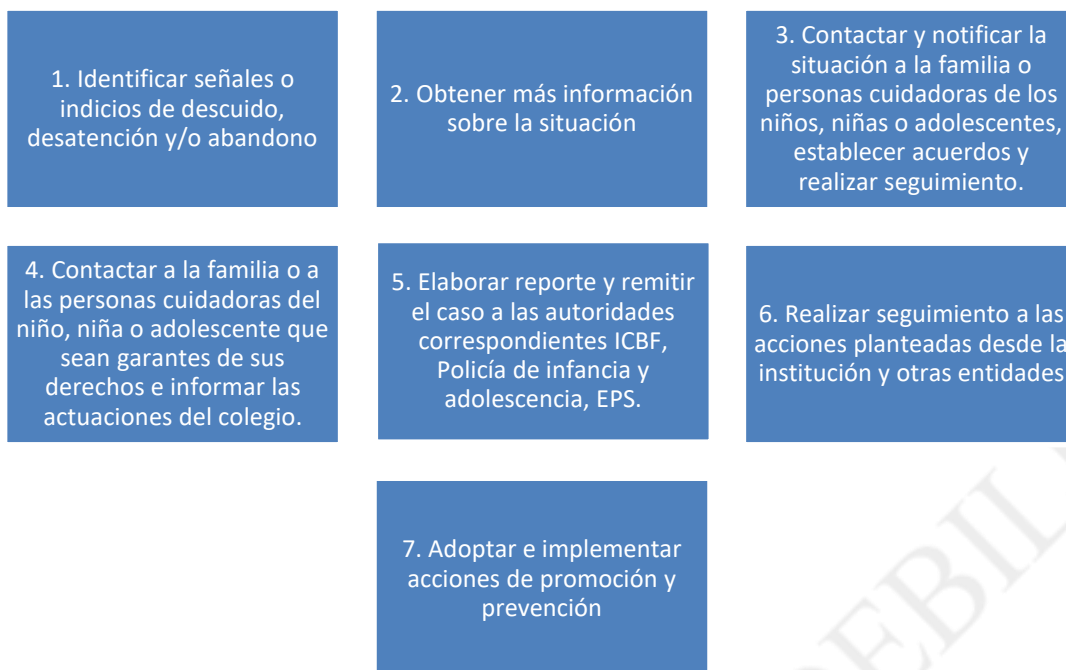 1. Identificar señales o
indicios de descuido,
desatención y/o abandono
2. Obtener más información
sobre la situación
3. Contactar y notificar la
situación a la familia o
personas cuidadoras de los
niños, niñas o adolescentes,
establecer acuerdos y
realizar seguimiento.
4. Contactar a la familia o a
las personas cuidadoras del
niño, niña o adolescente que
sean garantes de sus
derechos e informar las
actuaciones del colegio.
5. Elaborar reporte y remitir
el caso a las autoridades
correspondientes ICBF,
Policía de infancia y
adolescencia, EPS.
6. Realizar seguimiento a las
acciones planteadas desde la
institución y otras entidades
7. Adoptar e implementar
acciones de promoción y
prevención